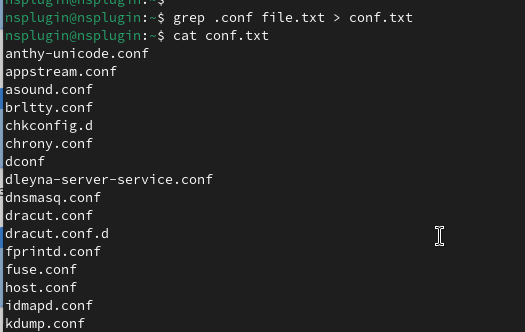 nsplugin@nsplugin:~$
nsplugin@nsplugin:~$ grep .conf file.txt > conf.txt
nsplugin@nsplugin:~$ cat conf.txt
anthy-unicode.conf
appstream.conf
asound.conf
brltty.conf
chkconfig.d
chrony.conf
dconf
dleyna-server-service.conf
dnsmasq.conf
dracut.conf
dracut.conf.d
fprintd.conf
fuse.conf
host.conf
idmapd.conf
kdump.conf